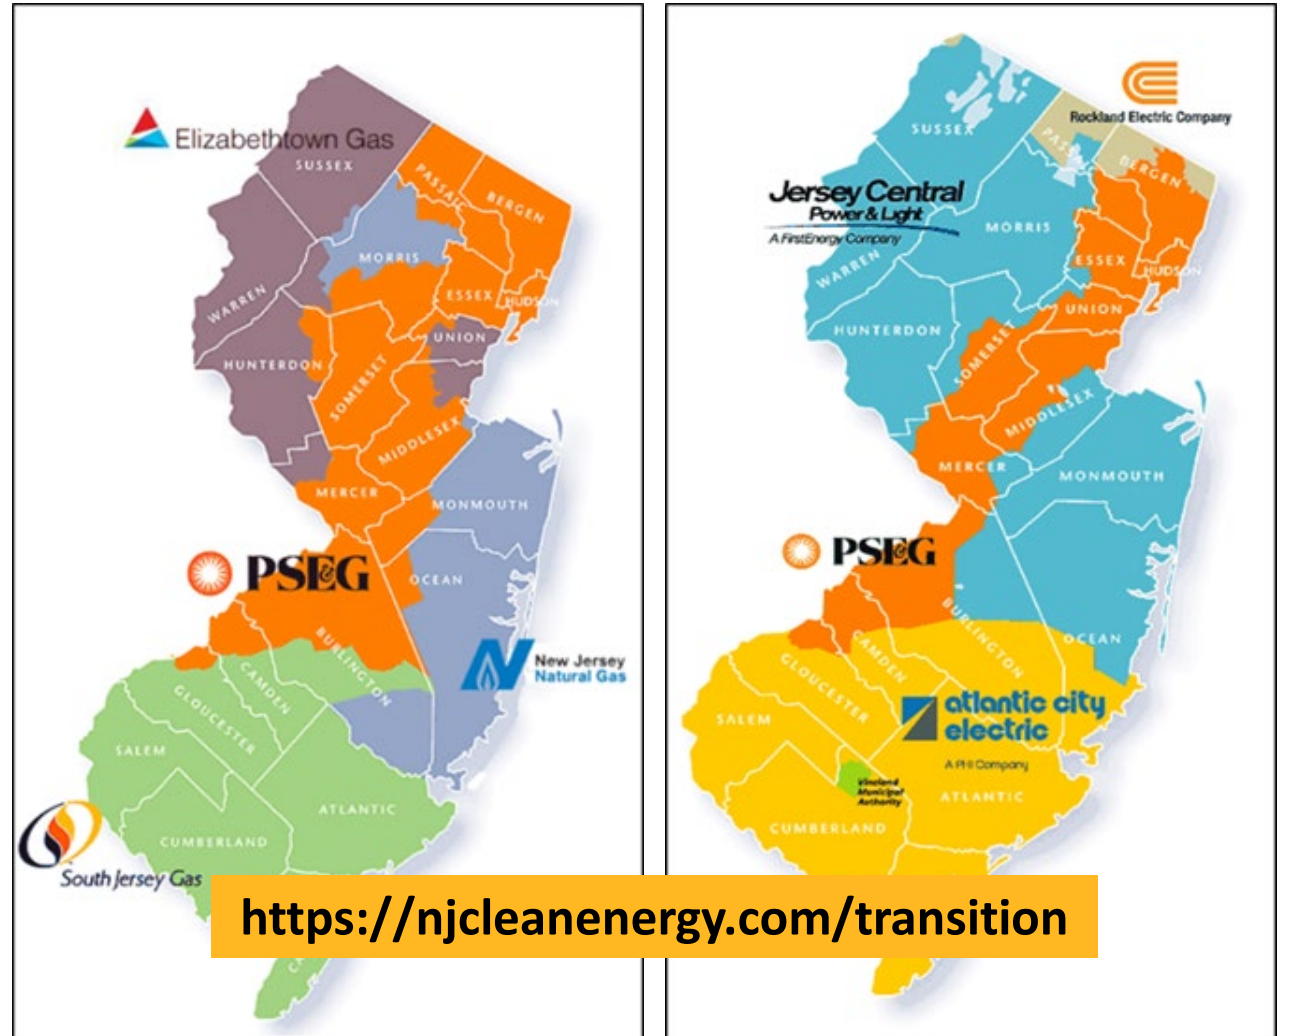 Elizabethtown Gas
SUSSEX
PASSAIC
BERGEN
MORRIS
WARREN
ESSEX
HUDSON
UNION
HUNTERDON
SOMERSET
MIDDLESEX
MERCER
MONMOUTH
PSE&G
OCEAN
BURLINGTON
New Jersey
Natural Gas
CAMDEN
GLOUCESTER
SALEM
ATLANTIC
CUMBERLAND
South Jersey Gas
Rockland Electric Company
SUSSEX
BERGEN
Jersey Central
Power & Light
A FirstEnergy Company
MORRIS
WARREN
ESSEX
HUDSON
UNION
HUNTERDON
SOMERSET
MIDDLESEX
MERCER
MONMOUTH
PSE&G
BURLINGTON
OCEAN
CAMDEN
GLOUCESTER
SALEM
atlantic city
electric
A PHI Company
Vineland
Municipal
Authority
ATLANTIC
CUMBERLAND
https://njcleanenergy.com/transition